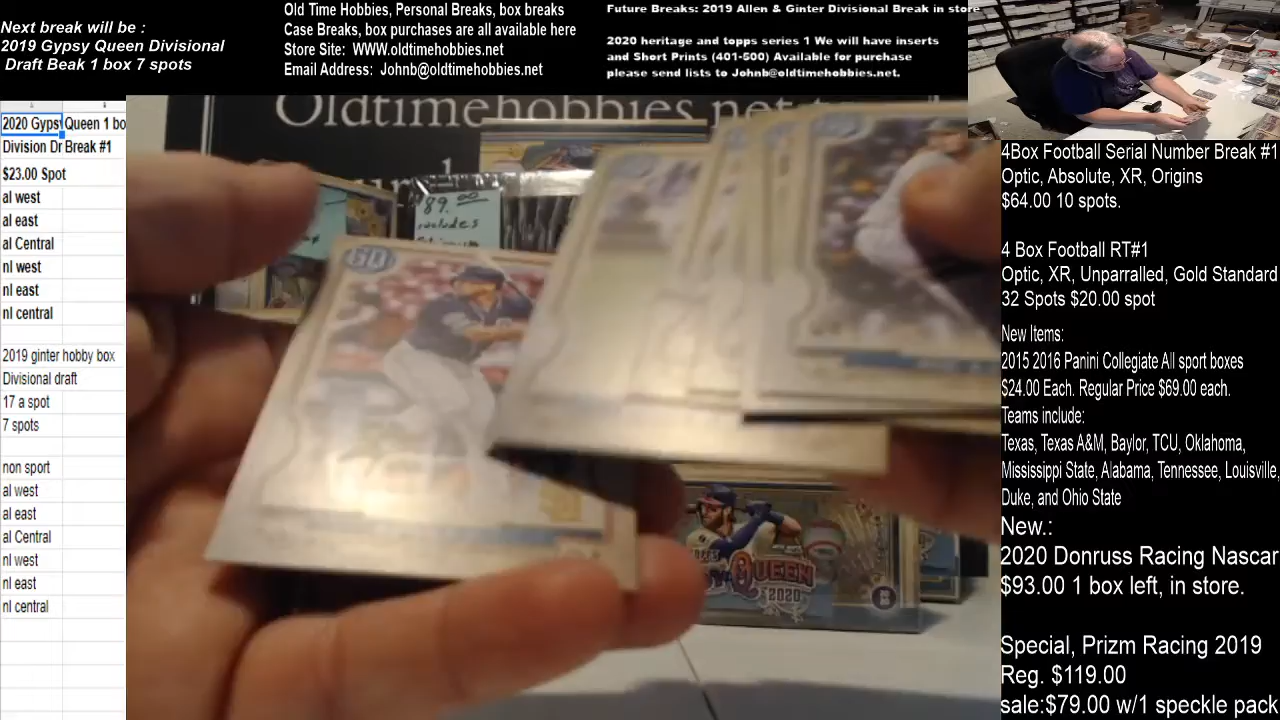 Next break will be :
2019 Gypsy Queen Divisional
Draft Beak 1 box 7 spots
Old Time Hobbies, Personal Breaks, box breaks
Case Breaks, box purchases are all available here
Store Site: WWW.oldtimehobbies.net
Email Address: Johnb@oldtimehobbies.net
Future Breaks: 2019 Allen & Ginter Divisional Break in store
2020 heritage and topps series 1 We will have inserts
and Short Prints (401-500) Available for purchase
please send lists to Johnb@oldtimehobbies.net.
2020 Gypsy Queen 1 bo
Division Dr Break #1
$23.00 Spot
al west
al east
al Central
nl west
nl east
nl central
2019 ginter hobby box
Divisional draft
17 a spot
7 spots
non sport
al west
al east
al Central
nl west
nl east
nl central
Oldtimehobbies.net
$89.00
includes
GQ
QUEEN
2020
4Box Football Serial Number Break #1
Optic, Absolute, XR, Origins
$64.00 10 spots.
4 Box Football RT#1
Optic, XR, Unparralled, Gold Standard
32 Spots $20.00 spot
New Items:
2015 2016 Panini Collegiate All sport boxes
$24.00 Each. Regular Price $69.00 each.
Teams include:
Texas, Texas A&M, Baylor, TCU, Oklahoma,
Mississippi State, Alabama, Tennessee, Louisville,
Duke, and Ohio State
New.:
2020 Donruss Racing Nascar
$93.00 1 box left, in store.
Special, Prizm Racing 2019
Reg. $119.00
sale:$79.00 w/1 speckle pack